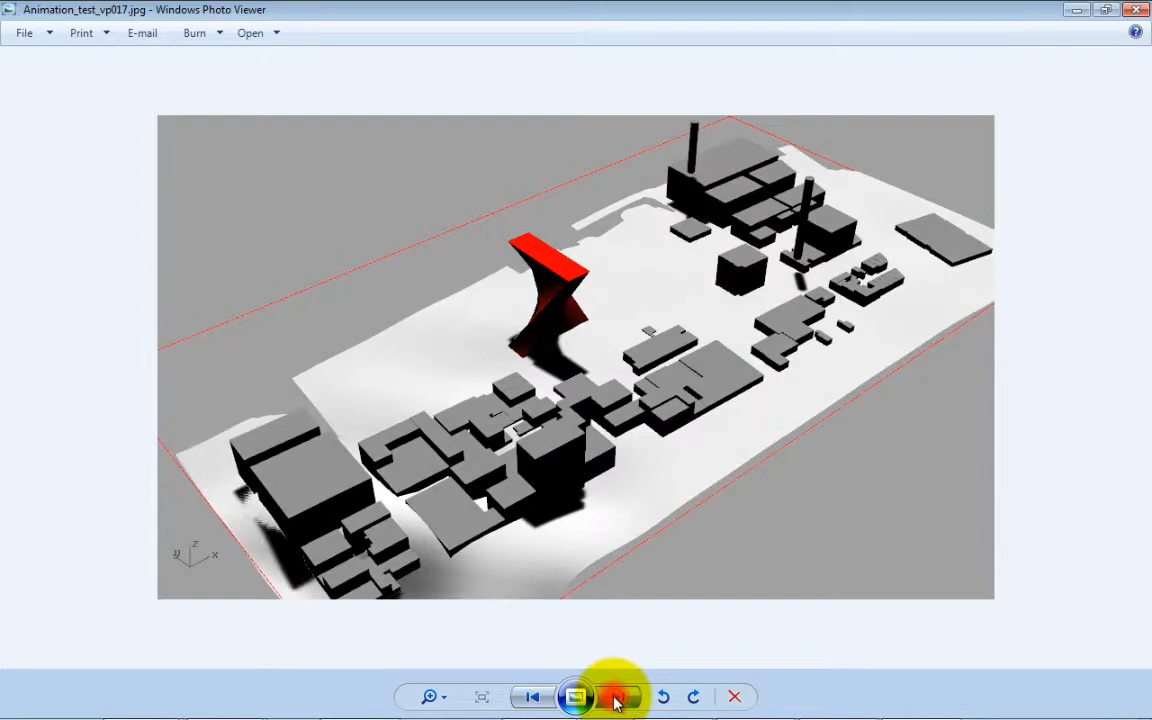 Animation_test_vp017.jpg - Windows Photo Viewer
File Print E-mail Burn Open
z
y x